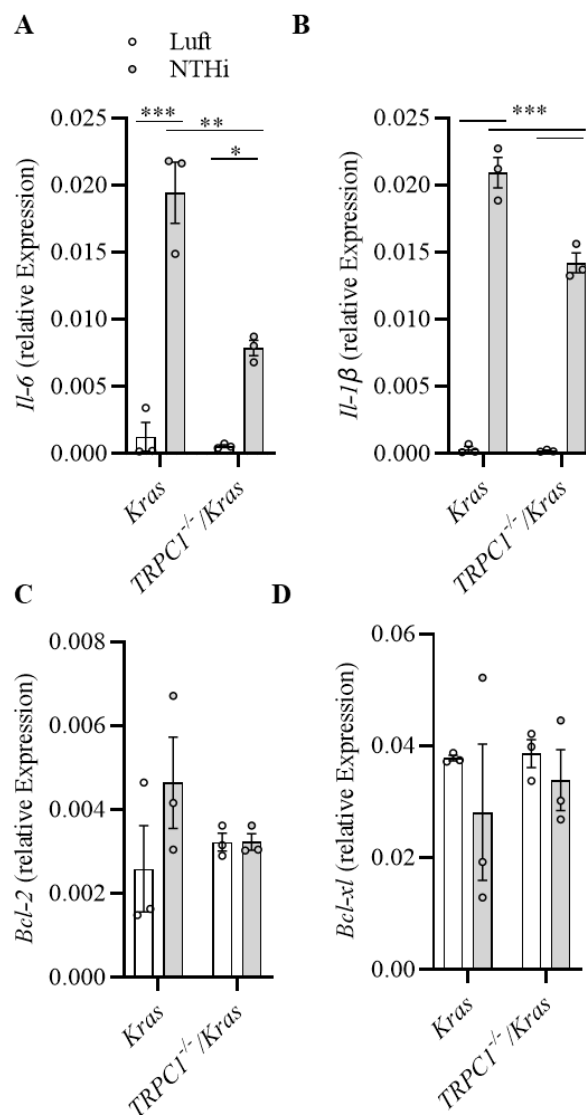 A
B
Luft
NTHi
***
**
*
***
Il-6 (relative Expression)
0.025
0.020
0.015
0.010
0.005
0.000
Kras
TRPC1-/-/Kras
Il-1β (relative Expression)
0.025
0.020
0.015
0.010
0.005
0.000
Kras
TRPC1-/-/Kras
C
D
Bcl-2 (relative Expression)
0.008
0.006
0.004
0.002
0.000
Kras
TRPC1-/-/Kras
Bcl-xl (relative Expression)
0.06
0.04
0.02
0.00
Kras
TRPC1-/-/Kras